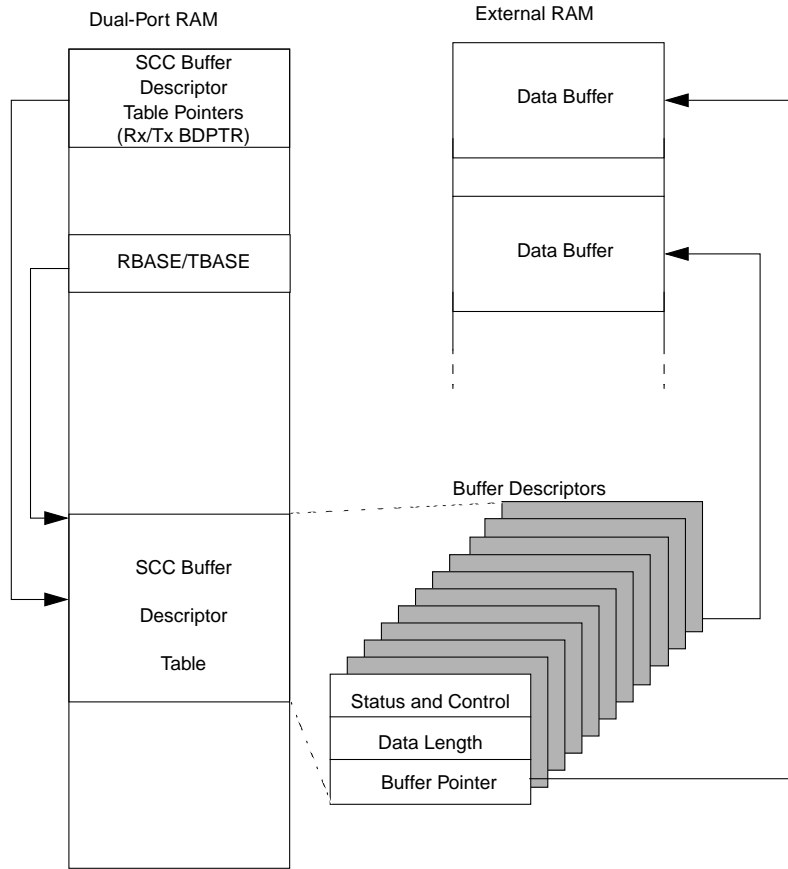 Dual-Port RAM
External RAM
SCC Buffer
Descriptor
Table Pointers
(Rx/Tx BDPTR)
Data Buffer
RBASE/TBASE
Data Buffer
Buffer Descriptors
SCC Buffer
Descriptor
Table
Status and Control
Data Length
Buffer Pointer